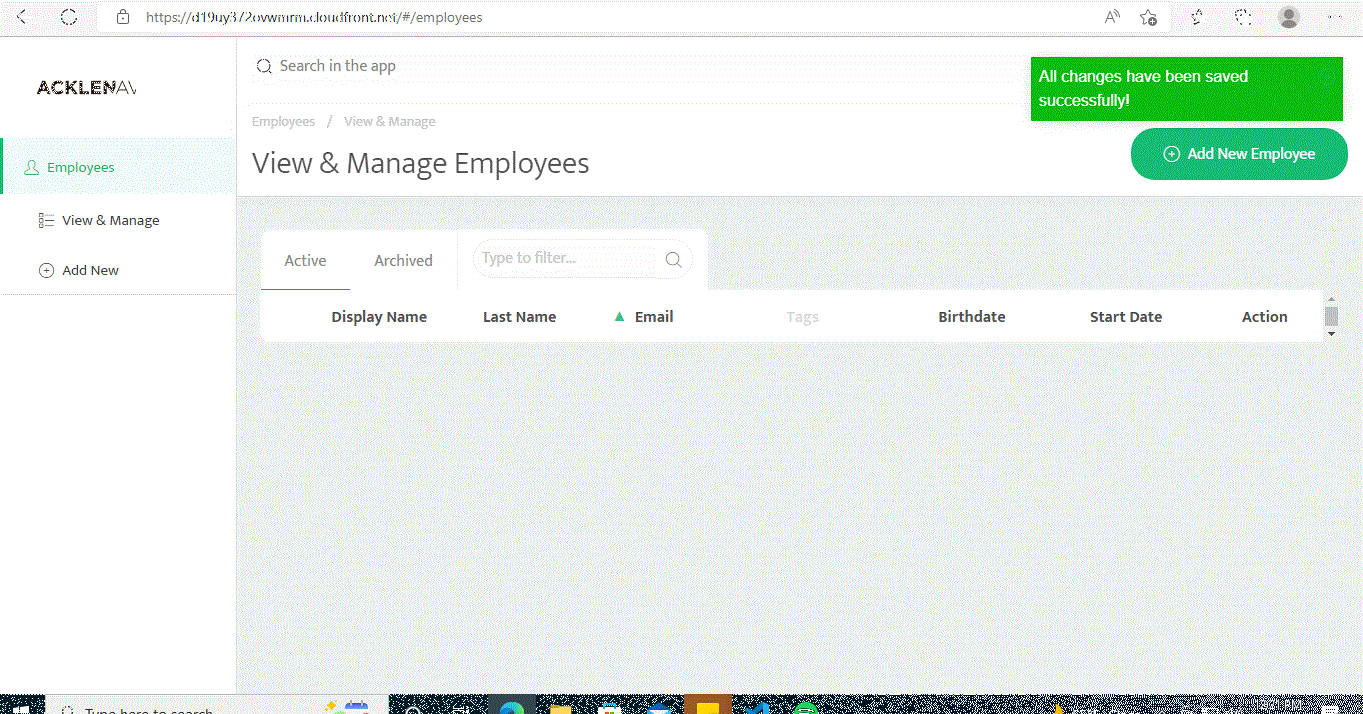 https://d19uy372ovwmrm.cloudfront.net/#/employees
ACKLENAV
Search in the app
All changes have been saved
successfully!
Employees / View & Manage
View & Manage Employees
Add New Employee
Employees
View & Manage
Add New
Active
Archived
Type to filter...
Display Name
Last Name
Email
Tags
Birthdate
Start Date
Action
Type here to search